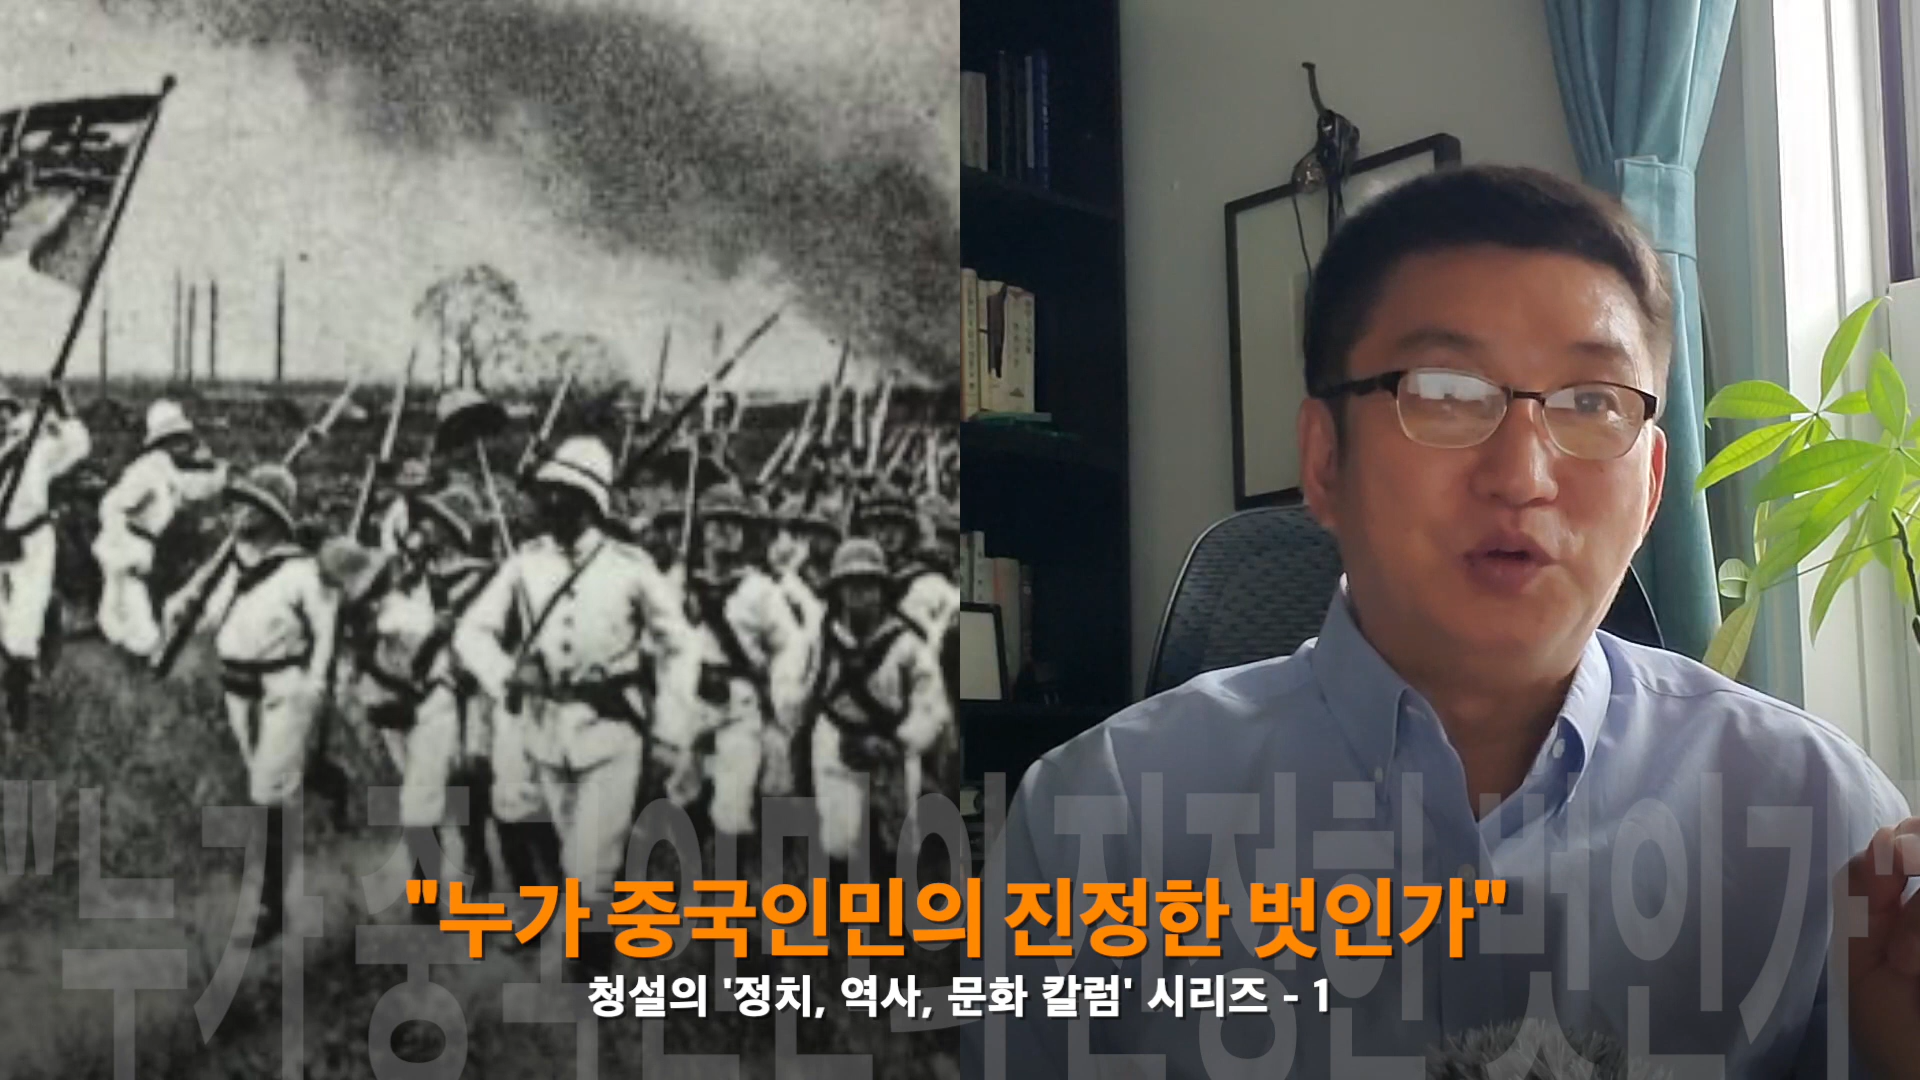 "누가 중국인민의 진정한 벗인가"
청설의 '정치, 역사, 문화 칼럼' 시리즈 - 1